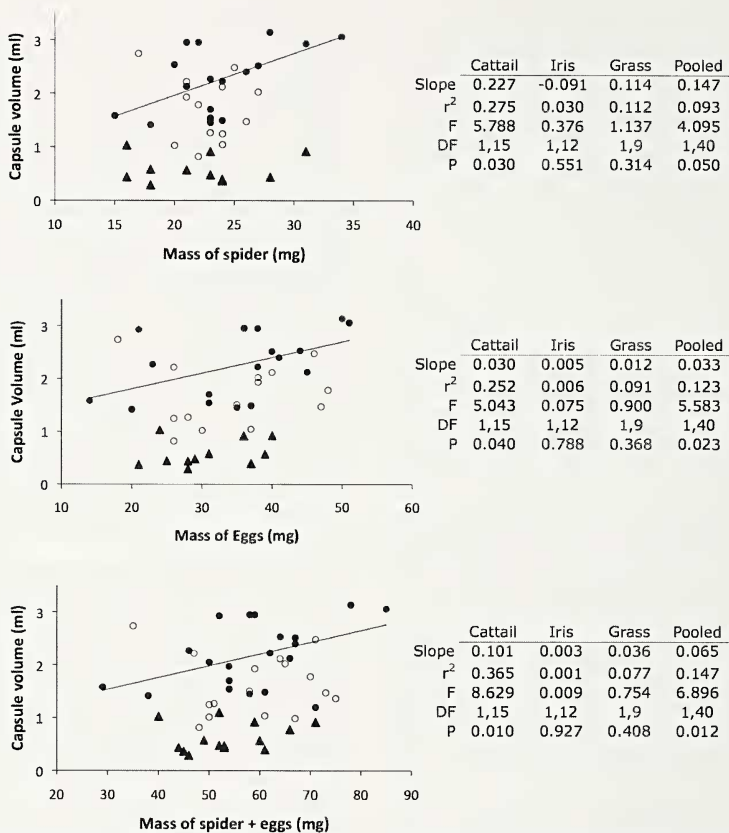 Capsule volume (ml)
3
2
1
0
10 15 20 25 30 35 40
Mass of spider (mg)
Cattail Iris Grass Pooled
Slope 0.227 -0.091 0.114 0.147
r² 0.275 0.030 0.112 0.093
F 5.788 0.376 1.137 4.095
DF 1,15 1,12 1,9 1,40
P 0.030 0.551 0.314 0.050
Capsule Volume (ml)
3
2
1
0
10 20 30 40 50 60
Mass of Eggs (mg)
Cattail Iris Grass Pooled
Slope 0.030 0.005 0.012 0.033
r² 0.252 0.006 0.091 0.123
F 5.043 0.075 0.900 5.583
DF 1,15 1,12 1,9 1,40
P 0.040 0.788 0.368 0.023
Capsule volume (ml)
3
2
1
0
20 30 40 50 60 70 80 90
Mass of spider + eggs (mg)
Cattail Iris Grass Pooled
Slope 0.101 0.003 0.036 0.065
r² 0.365 0.001 0.077 0.147
F 8.629 0.009 0.754 6.896
DF 1,15 1,12 1,9 1,40
P 0.010 0.927 0.408 0.012